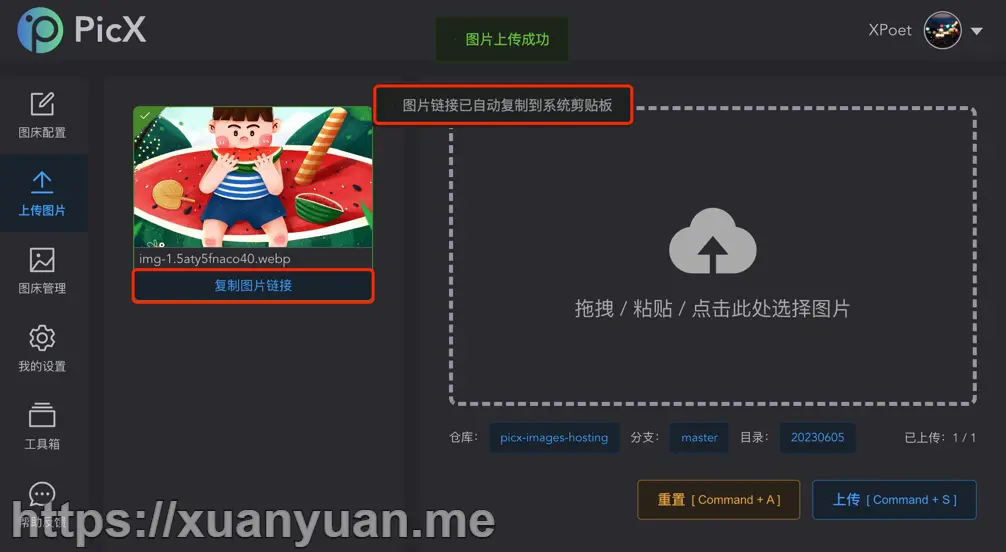 PicX
图片上传成功
XPoet
图床配置
图片链接已自动复制到系统剪贴板
上传图片
img-1.5aty5fnaco40.webp
复制图片链接
图床管理
拖拽 / 粘贴 / 点击此处选择图片
我的设置
工具箱
仓库: picx-images-hosting 分支: master 目录: 20230605 已上传: 1 / 1
重置 [ Command + A ] 上传 [ Command + S ]
帮助反馈
https://xuanyuan.me